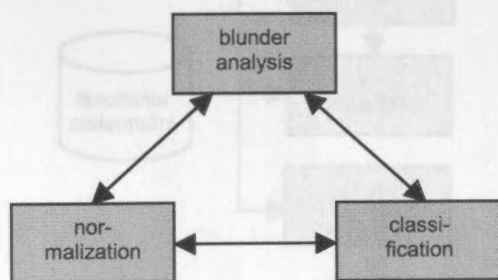 blunder
analysis
nor-
malization
classi-
fication